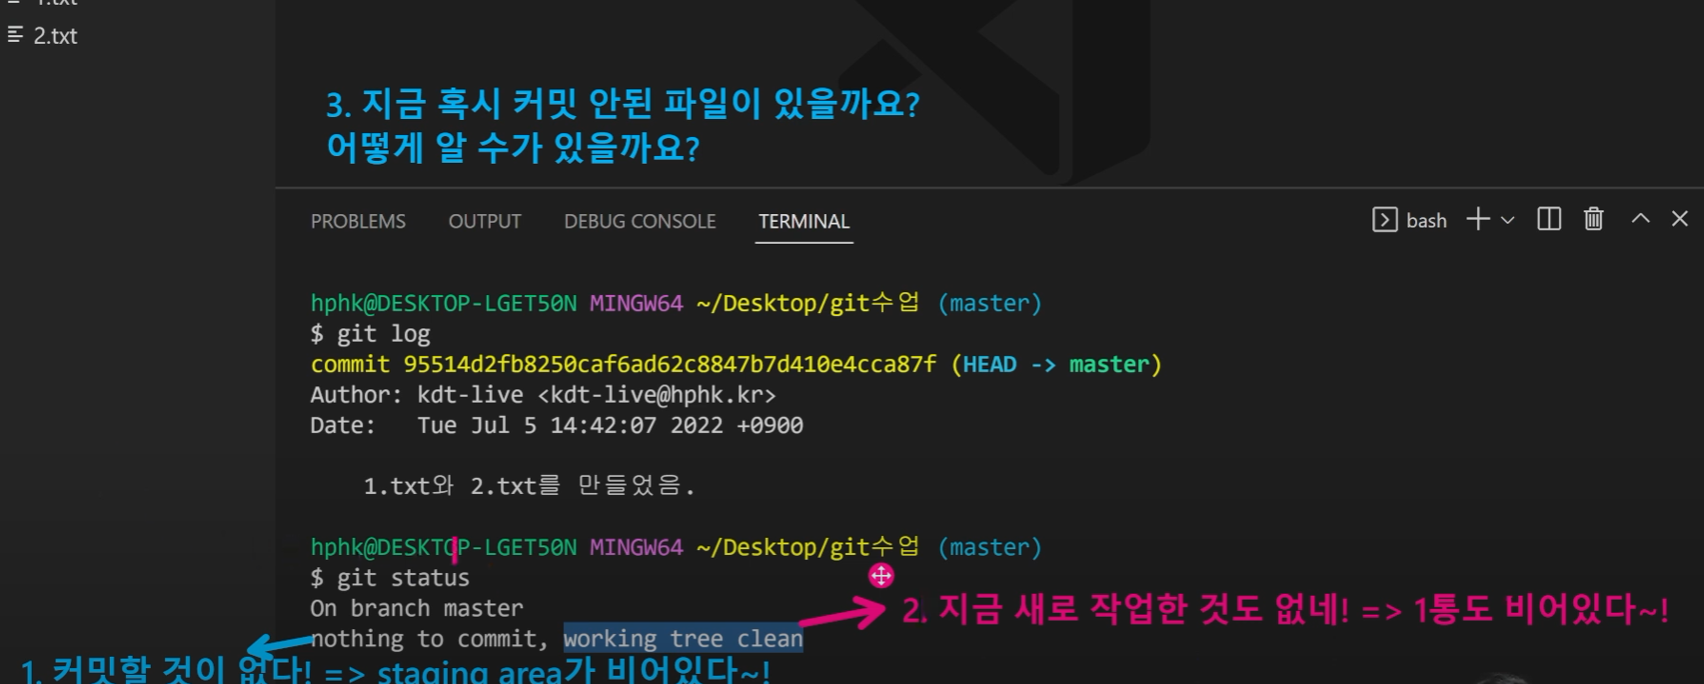 1.txt
2.txt
3. 지금 혹시 커밋 안된 파일이 있을까요?
어떻게 알 수가 있을까요?
PROBLEMS OUTPUT DEBUG CONSOLE TERMINAL bash
hphk@DESKTOP-LGET50N MINGW64 ~/Desktop/git수업 (master)
$ git log
commit 95514d2fb8250caf6ad62c8847b7d410e4cca87f (HEAD -> master)
Author: kdt-live <kdt-live@hphk.kr>
Date:   Tue Jul 5 14:42:07 2022 +0900
1.txt와 2.txt를 만들었음.
hphk@DESKTOP-LGET50N MINGW64 ~/Desktop/git수업 (master)
$ git status
On branch master
2. 지금 새로 작업한 것도 없네! => 1통도 비어있다~!
nothing to commit, working tree clean
1. 커밋할 것이 없다! => staging area가 비어있다~!